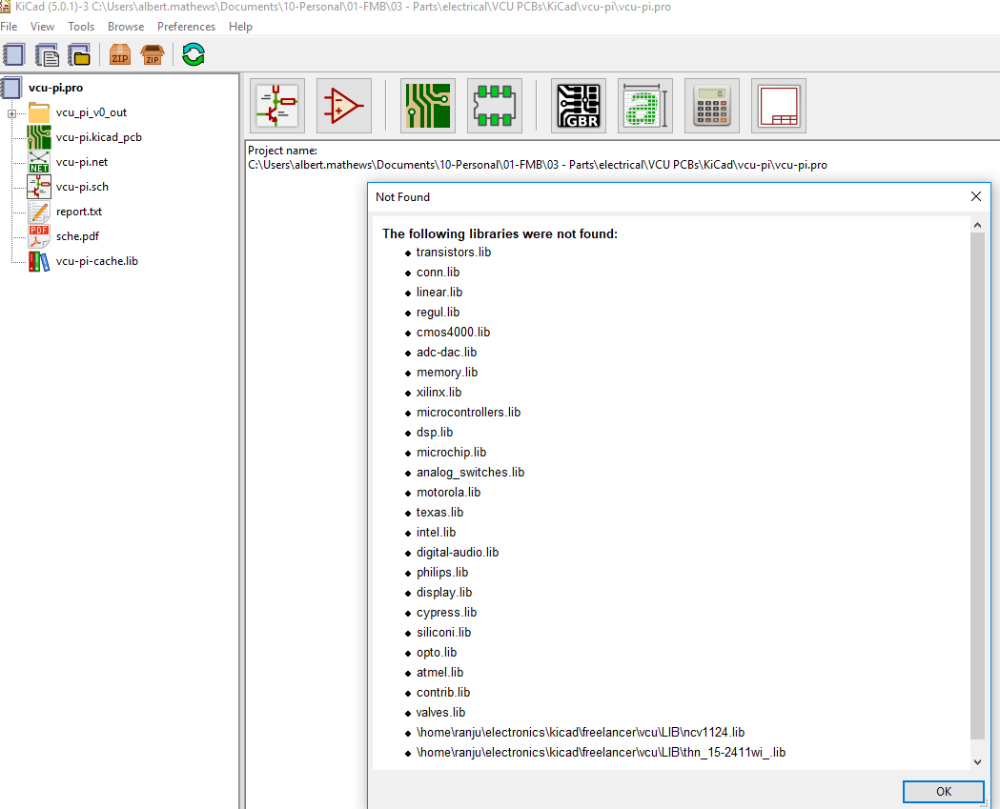 KiCad (5.0.1)-3 C:\Users\albert.mathews\Documents\10-Personal\01-FMB\03 - Parts\electrical\VCU PCBs\KiCad\vcu-pi\vcu-pi.pro
File View Tools Browse Preferences Help
ZIP ZIP
vcu-pi.pro
vcu_pi_v0_out
vcu-pi.kicad_pcb
NET vcu-pi.net
vcu-pi.sch
report.txt
PDF sche.pdf
vcu-pi-cache.lib
GBR a 0.
Project name:
C:\Users\albert.mathews\Documents\10-Personal\01-FMB\03 - Parts\electrical\VCU PCBs\KiCad\vcu-pi\vcu-pi.pro
Not Found
The following libraries were not found:
transistors.lib
conn.lib
linear.lib
regul.lib
cmos4000.lib
adc-dac.lib
memory.lib
xilinx.lib
microcontrollers.lib
dsp.lib
microchip.lib
analog_switches.lib
motorola.lib
texas.lib
intel.lib
digital-audio.lib
philips.lib
display.lib
cypress.lib
siliconi.lib
opto.lib
atmel.lib
contrib.lib
valves.lib
\home\ranju\electronics\kicad\freelancer\vcu\LIB\ncv1124.lib
\home\ranju\electronics\kicad\freelancer\vcu\LIB\thn_15-2411wi_.lib
OK